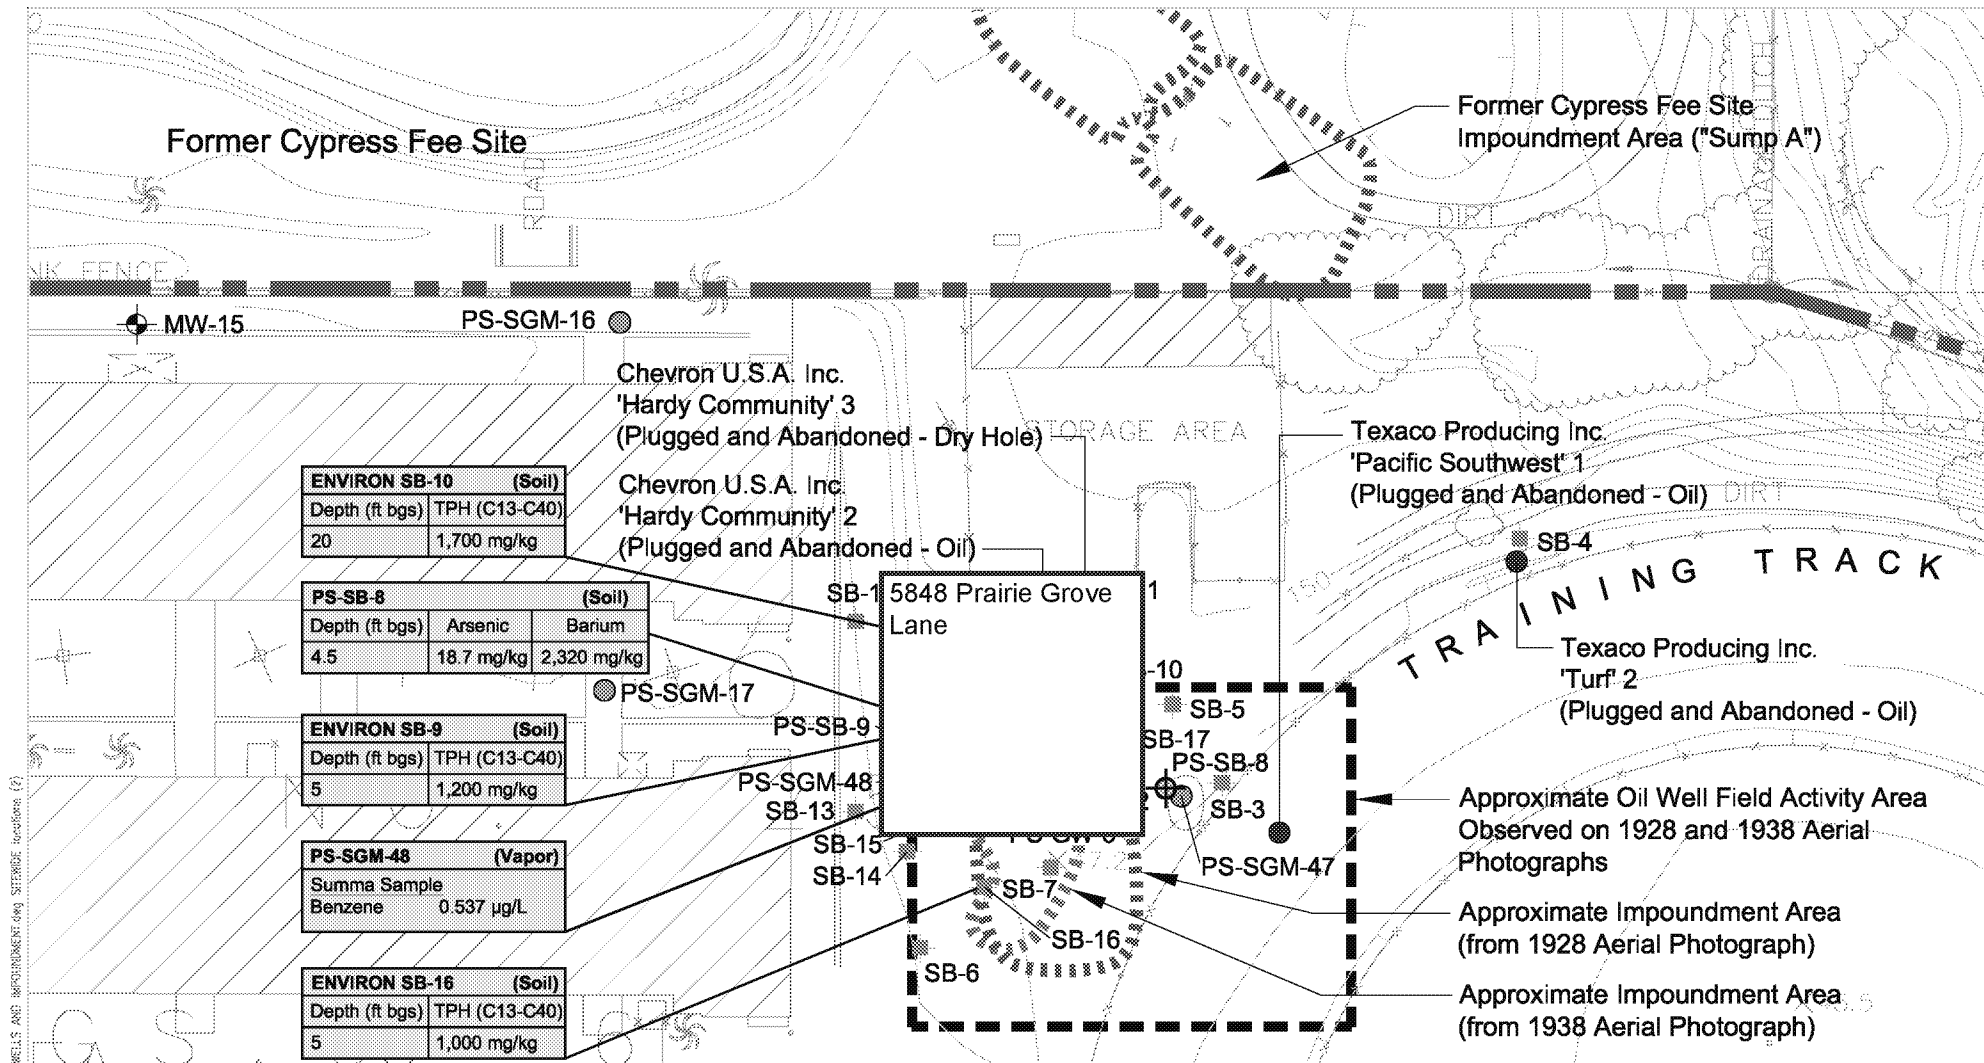 Former Cypress Fee Site
Former Cypress Fee Site
Impoundment Area ("Sump A")
150
ROAD
DIRT
NK FENCE
MW-15
PS-SGM-16
Chevron U.S.A. Inc.
'Hardy Community' 3
(Plugged and Abandoned - Dry Hole)
STORAGE AREA
Texaco Producing Inc.
'Pacific Southwest' 1
(Plugged and Abandoned - Oil)
DIRT
Chevron U.S.A. Inc.
'Hardy Community' 2
(Plugged and Abandoned - Oil)
ENVIRON SB-10 (Soil)
Depth (ft bgs) TPH (C13-C40)
20 1,700 mg/kg
SB-4
TRAINING TRACK
150
PS-SB-8 (Soil)
Depth (ft bgs) Arsenic Barium
4.5 18.7 mg/kg 2,320 mg/kg
SB-1
5848 Prairie Grove
Lane
1
-10
Texaco Producing Inc.
'Turf' 2
(Plugged and Abandoned - Oil)
PS-SGM-17
SB-5
ENVIRON SB-9 (Soil)
Depth (ft bgs) TPH (C13-C40)
5 1,200 mg/kg
PS-SB-9
SB-17
PS-SB-8
PS-SGM-48
SB-13
SB-3
SB-15
SB-14
PS-SGM-47
Approximate Oil Well Field Activity Area
Observed on 1928 and 1938 Aerial
Photographs
PS-SGM-48 (Vapor)
Summa Sample
Benzene 0.537 µg/L
SB-7
SB-16
SB-6
Approximate Impoundment Area
(from 1928 Aerial Photograph)
ENVIRON SB-16 (Soil)
Depth (ft bgs) TPH (C13-C40)
5 1,000 mg/kg
Approximate Impoundment Area
(from 1938 Aerial Photograph)